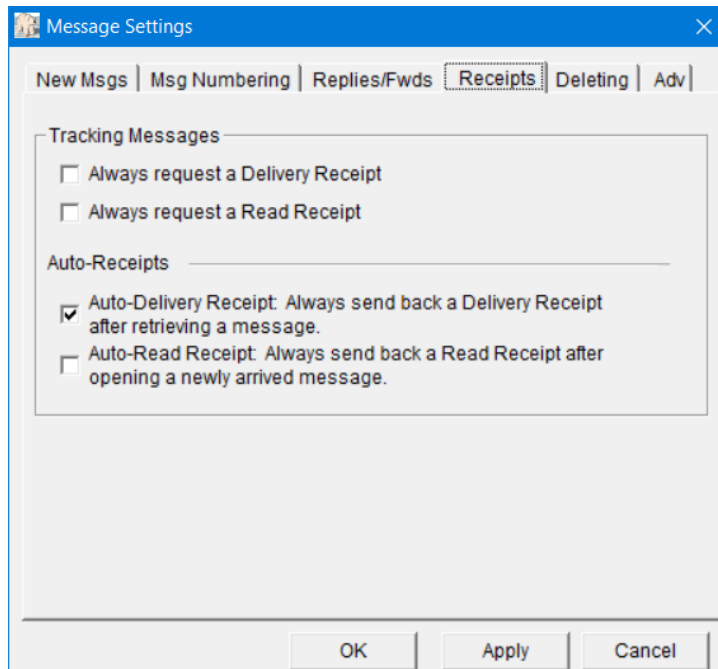 Message Settings
New Msgs Msg Numbering Replies/Fwds Receipts Deleting Adv
Tracking Messages
Always request a Delivery Receipt
Always request a Read Receipt
Auto-Receipts
Auto-Delivery Receipt: Always send back a Delivery Receipt
after retrieving a message.
Auto-Read Receipt: Always send back a Read Receipt after
opening a newly arrived message.
OK Apply Cancel